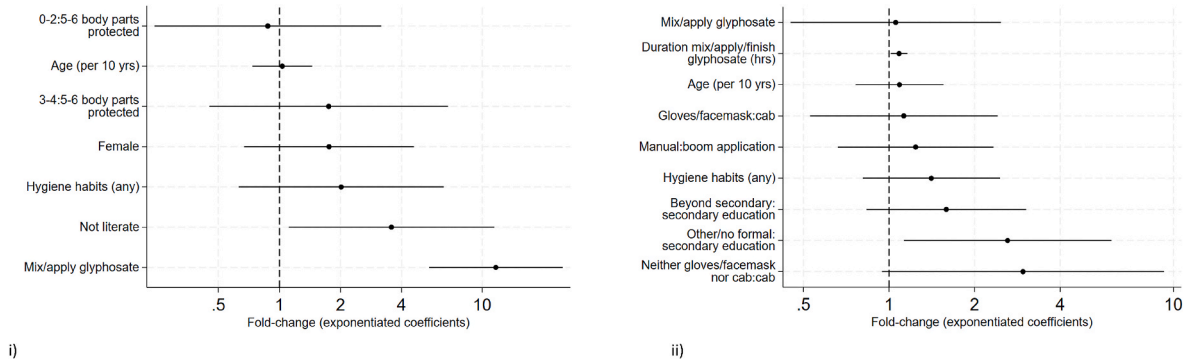 0-2:5-6 body parts
protected
Age (per 10 yrs)
3-4:5-6 body parts
protected
Female
Hygiene habits (any)
Not literate
Mix/apply glyphosate
.5 1 2 4 10
Fold-change (exponentiated coefficients)
i)
Mix/apply glyphosate
Duration mix/apply/finish
glyphosate (hrs)
Age (per 10 yrs)
Gloves/facemask:cab
Manual:boom application
Hygiene habits (any)
Beyond secondary:
secondary education
Other/no formal:
secondary education
Neither gloves/facemask
nor cab:cab
.5 1 2 4 10
Fold-change (exponentiated coefficients)
ii)